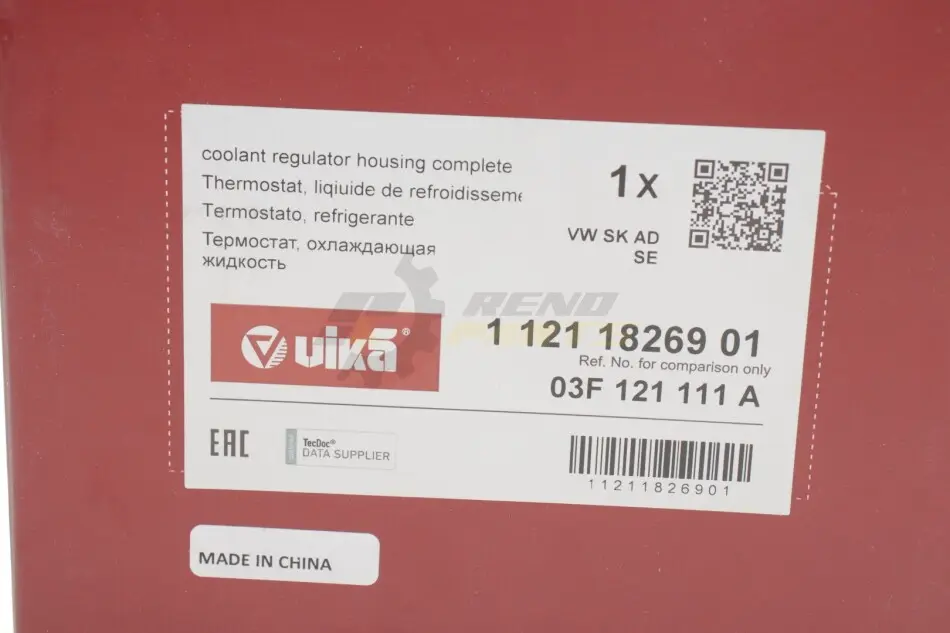 coolant regulator housing complete
Thermostat, liqiuide de refroidisseme
Termostato, refrigerante
Термостат, охлаждающая
жидкость
1x
VW SK AD
SE
RENO
PARTS
vika®
1 121 18269 01
Ref. No. for comparison only
03F 121 111 A
EAC
TecDoc®
DATA SUPPLIER
11211826901
MADE IN CHINA